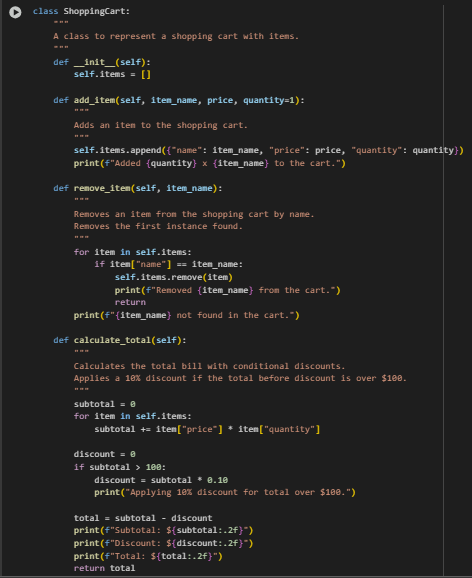 class ShoppingCart:
    """
    A class to represent a shopping cart with items.
    """
    def __init__(self):
        self.items = []

    def add_item(self, item_name, price, quantity=1):
        """
        Adds an item to the shopping cart.
        """
        self.items.append({"name": item_name, "price": price, "quantity": quantity})
        print(f"Added {quantity} x {item_name} to the cart.")

    def remove_item(self, item_name):
        """
        Removes an item from the shopping cart by name.
        Removes the first instance found.
        """
        for item in self.items:
            if item["name"] == item_name:
                self.items.remove(item)
                print(f"Removed {item_name} from the cart.")
                return
        print(f"{item_name} not found in the cart.")

    def calculate_total(self):
        """
        Calculates the total bill with conditional discounts.
        Applies a 10% discount if the total before discount is over $100.
        """
        subtotal = 0
        for item in self.items:
            subtotal += item["price"] * item["quantity"]

        discount = 0
        if subtotal > 100:
            discount = subtotal * 0.10
            print("Applying 10% discount for total over $100.")

        total = subtotal - discount
        print(f"Subtotal: ${subtotal:.2f}")
        print(f"Discount: ${discount:.2f}")
        print(f"Total: ${total:.2f}")
        return total